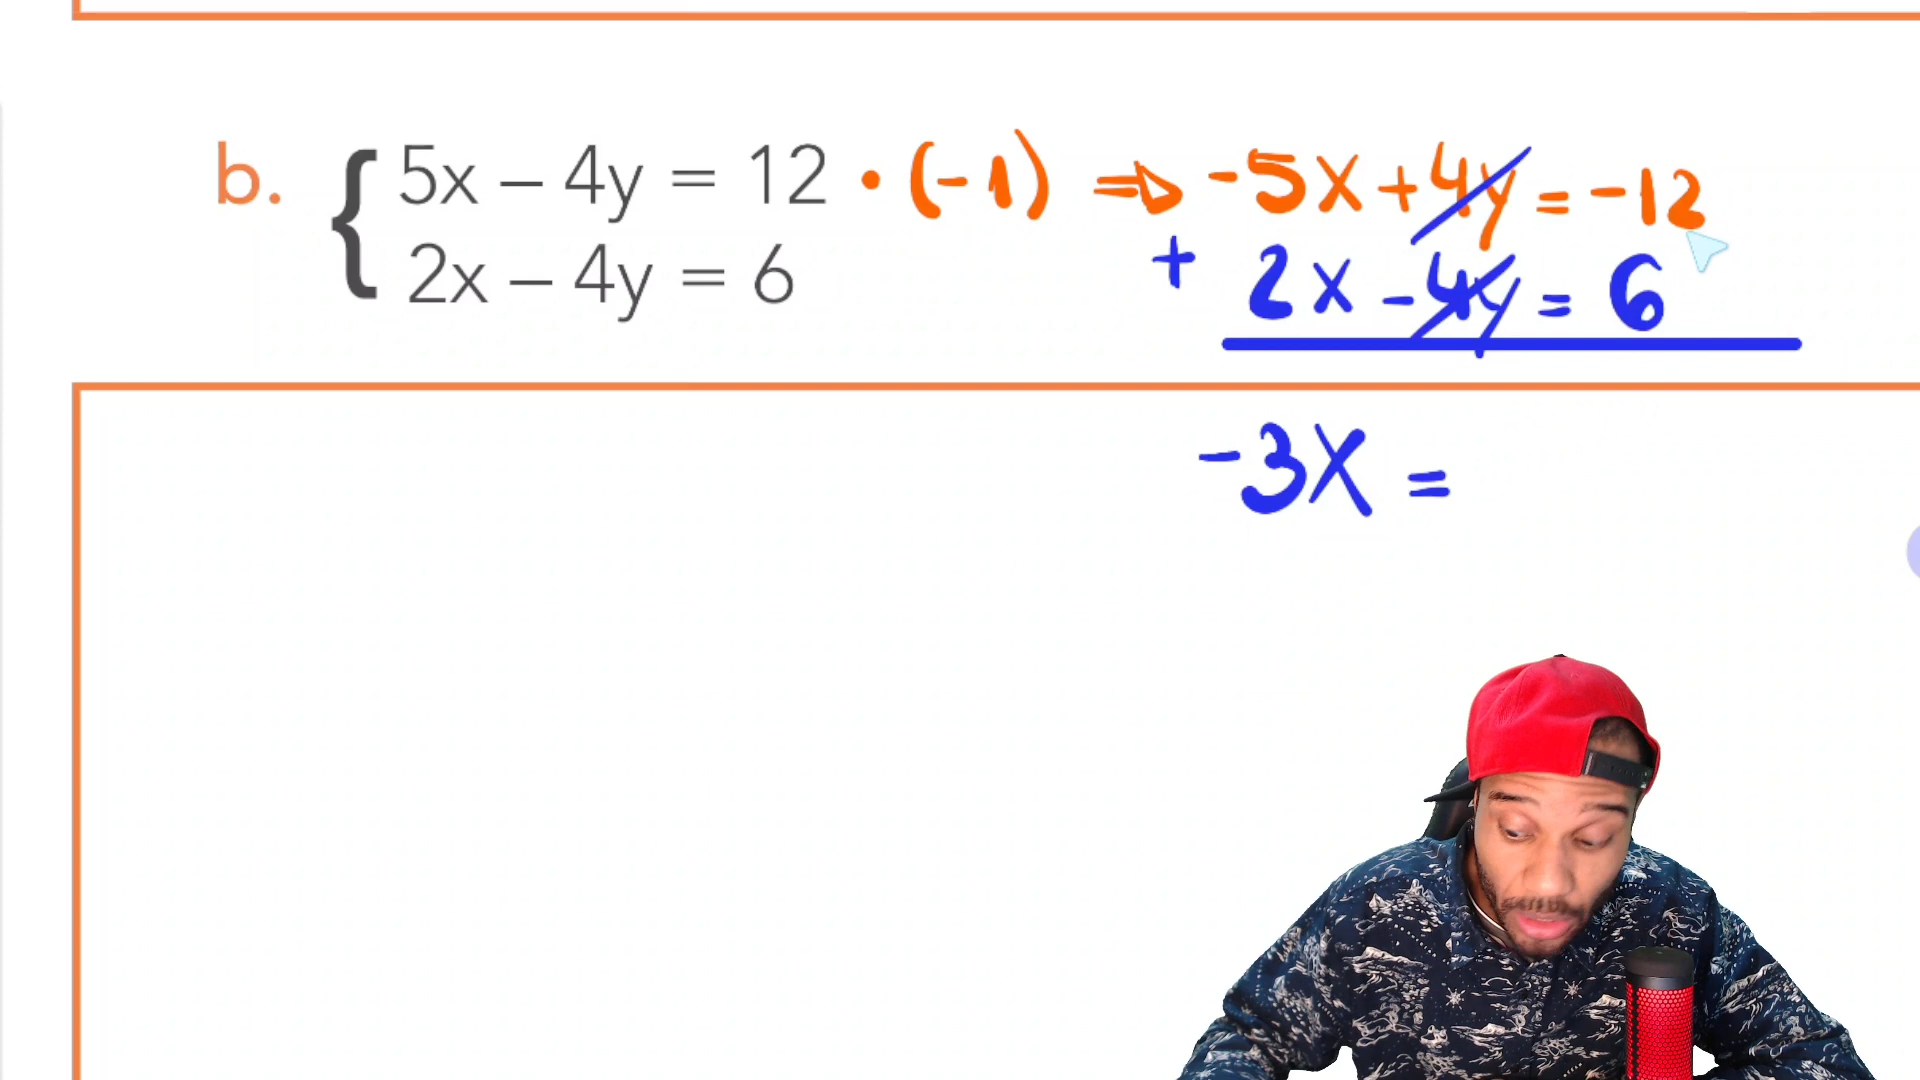 b. { 5x – 4y = 12 • (-1) ⇒ -5x + 4y = -12
2x – 4y = 6 + 2x - 4y = 6
-3x =